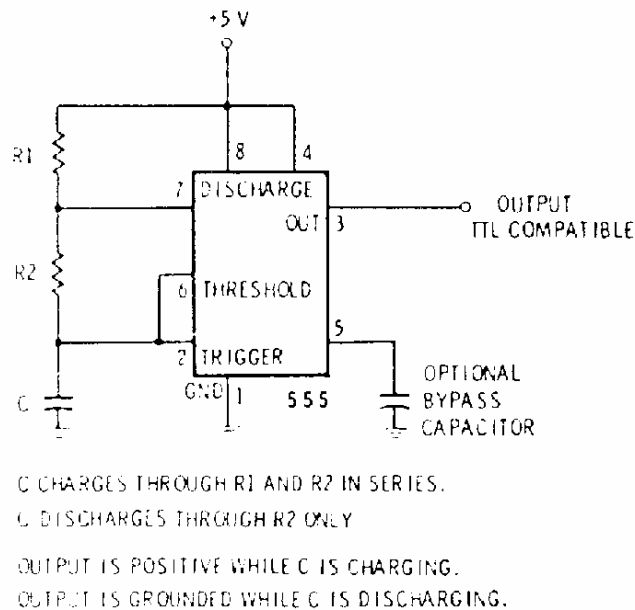 +5 V
R1
8
4
7
DISCHARGE
OUT
3
OUTPUT
TTL COMPATIBLE
R2
6
THRESHOLD
5
2
TRIGGER
GND
1
555
C
OPTIONAL
BYPASS
CAPACITOR
C CHARGES THROUGH R1 AND R2 IN SERIES.
C DISCHARGES THROUGH R2 ONLY
OUTPUT IS POSITIVE WHILE C IS CHARGING.
OUTPUT IS GROUNDED WHILE C IS DISCHARGING.